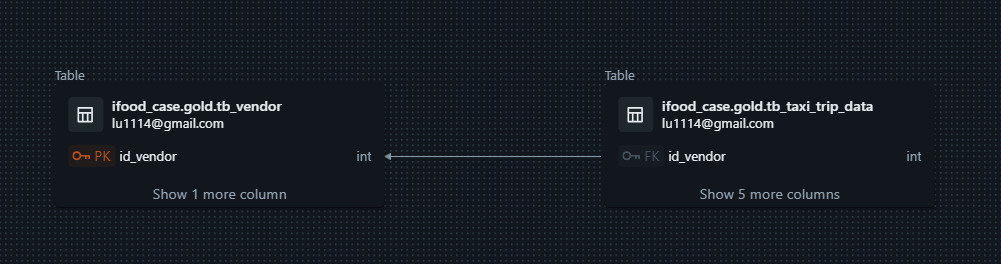 Table
ifood_case.gold.tb_vendor
lu1114@gmail.com
PK id_vendor int
Show 1 more column
Table
ifood_case.gold.tb_taxi_trip_data
lu1114@gmail.com
FK id_vendor int
Show 5 more columns